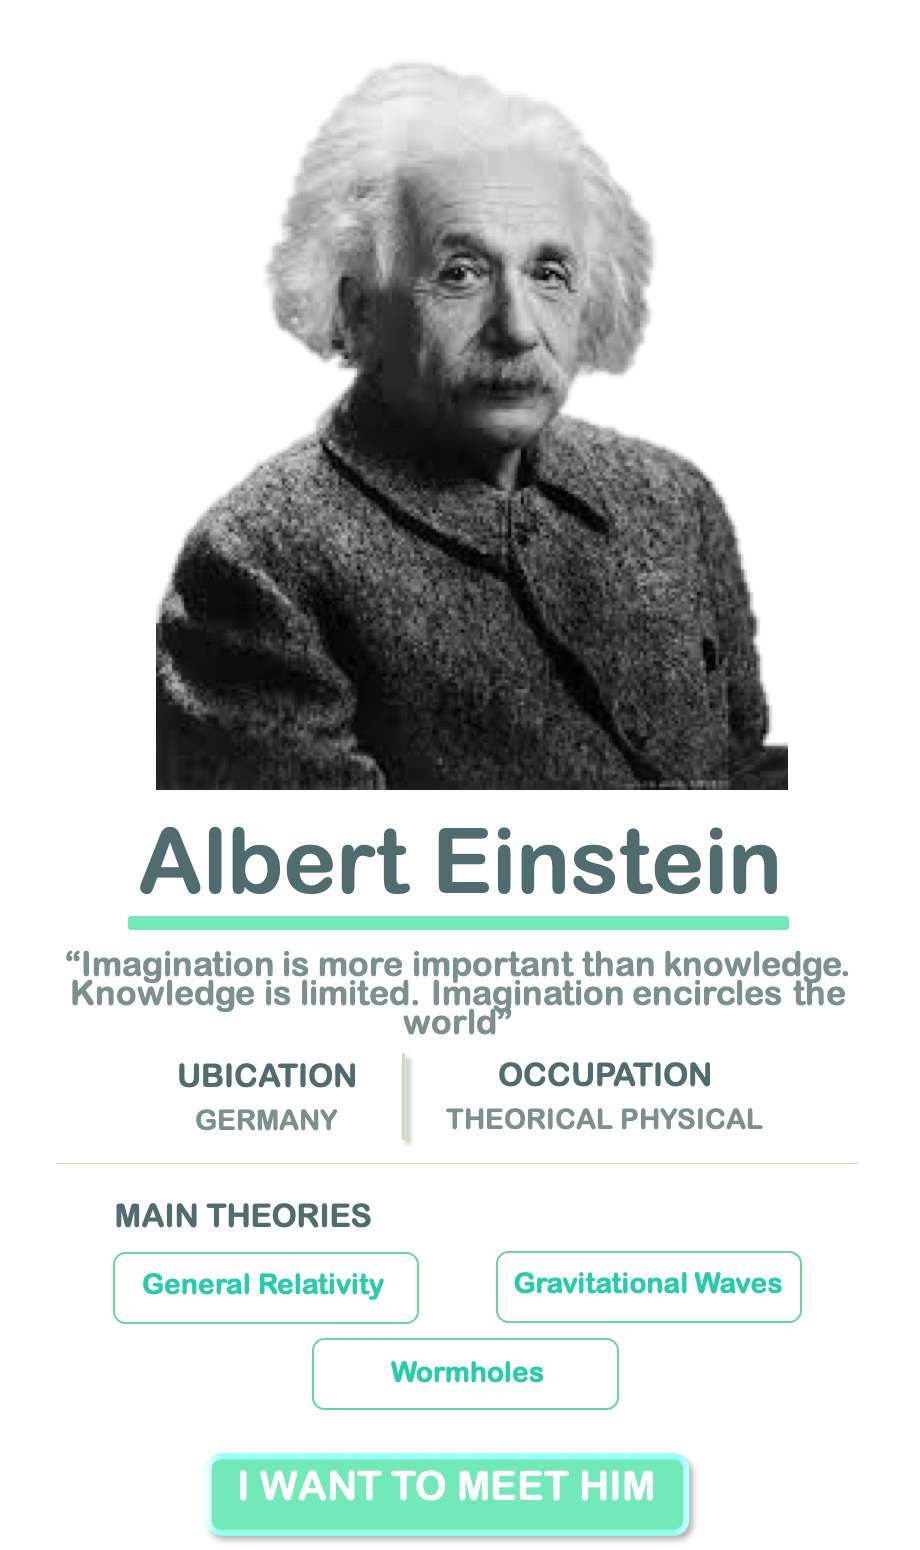 Albert Einstein
“Imagination is more important than knowledge.
Knowledge is limited. Imagination encircles the
world”
UBICATION
GERMANY
OCCUPATION
THEORICAL PHYSICAL
MAIN THEORIES
General Relativity
Gravitational Waves
Wormholes
I WANT TO MEET HIM